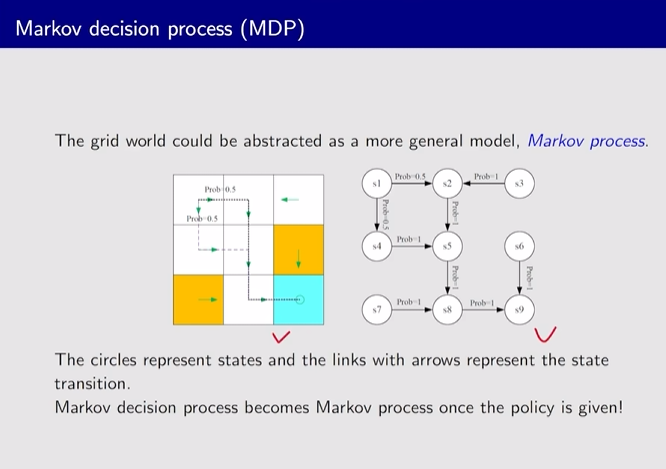 Markov decision process (MDP)
The grid world could be abstracted as a more general model, Markov process.
Prob=0.5
Prob=0.5
s1
Prob=0.5
s2
Prob=1
s3
Prob=0.5
Prob=1
s4
Prob=1
s5
s6
Prob=1
Prob=1
s7
Prob=1
s8
Prob=1
s9
The circles represent states and the links with arrows represent the state
transition.
Markov decision process becomes Markov process once the policy is given!